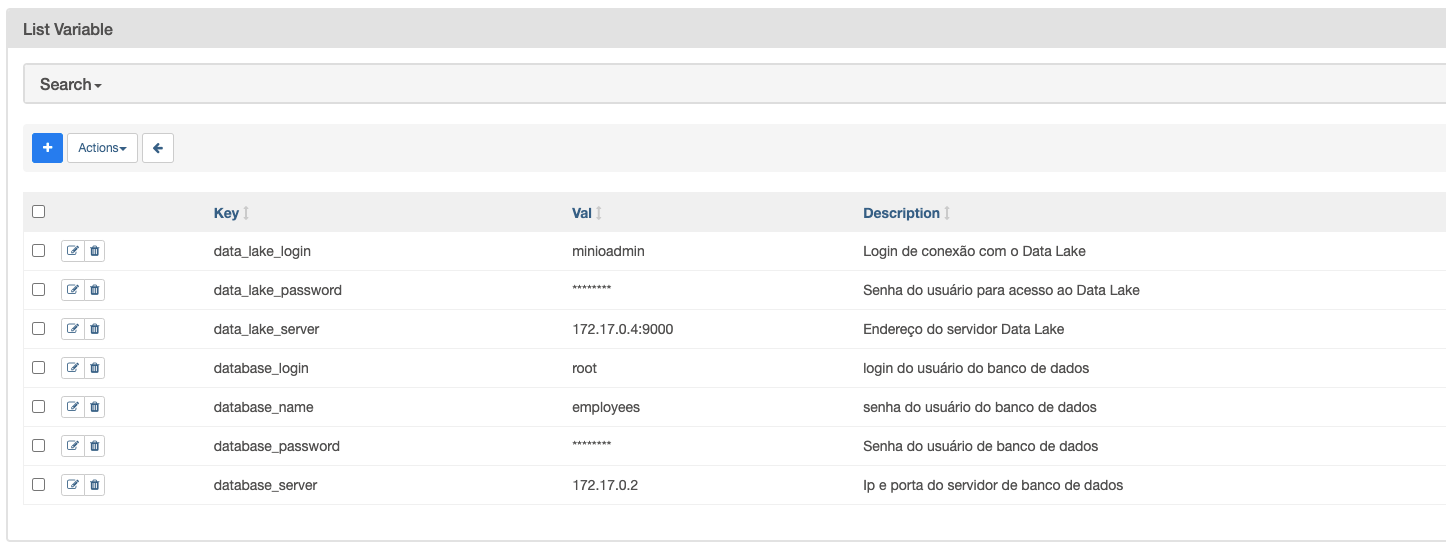 List Variable
Search
+ Actions
Key Val Description
data_lake_login minioadmin Login de conexão com o Data Lake
data_lake_password ******** Senha do usuário para acesso ao Data Lake
data_lake_server 172.17.0.4:9000 Endereço do servidor Data Lake
database_login root login do usuário do banco de dados
database_name employees senha do usuário do banco de dados
database_password ******** Senha do usuário de banco de dados
database_server 172.17.0.2 Ip e porta do servidor de banco de dados